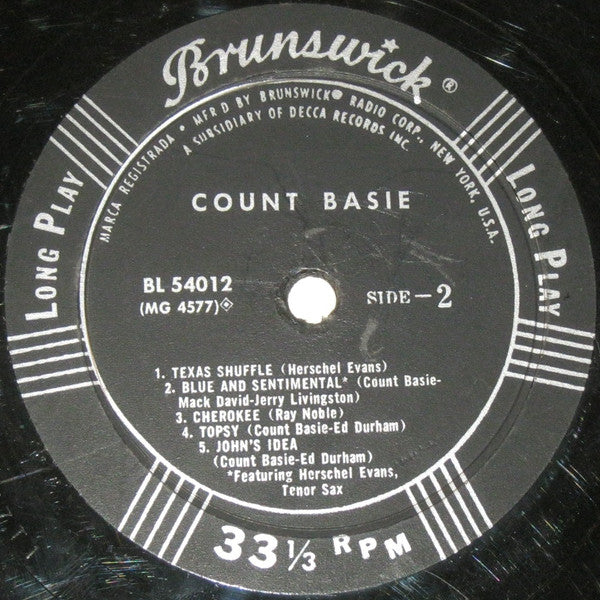 Brunswick®
MARCA REGISTRADA • MFR'D BY BRUNSWICK® RADIO CORP., NEW YORK, U.S.A.
A SUBSIDIARY OF DECCA RECORDS INC.
COUNT BASIE
LONG PLAY
LONG PLAY
BL 54012
(MG 4577)
SIDE-2
1. TEXAS SHUFFLE (Herschel Evans)
2. BLUE AND SENTIMENTAL* (Count Basie-
Mack David-Jerry Livingston)
3. CHEROKEE (Ray Noble)
4. TOPSY (Count Basie-Ed Durham)
5. JOHN'S IDEA
(Count Basie-Ed Durham)
*Featuring Herschel Evans,
Tenor Sax
33 1/3 RPM